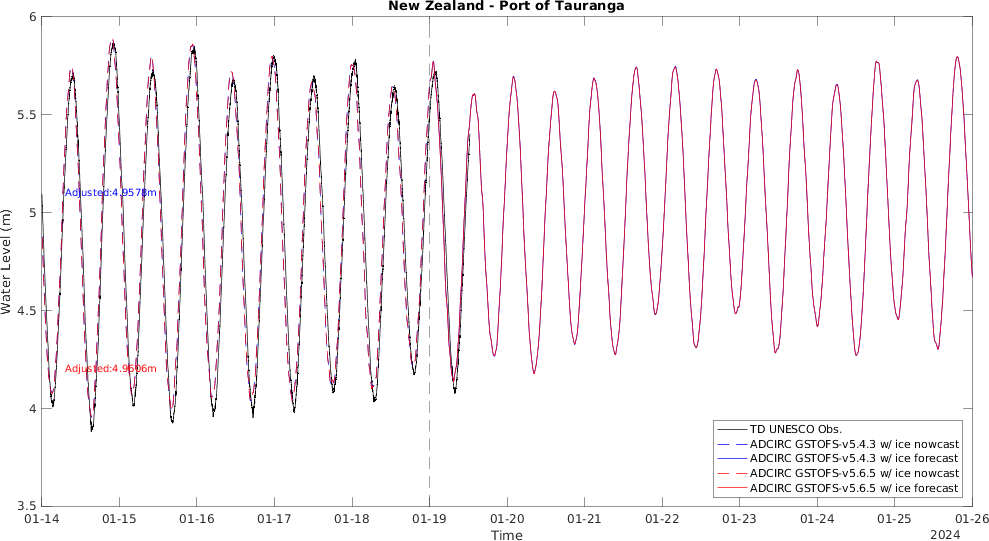 New Zealand - Port of Tauranga
6
5.5
5
4.5
4
3.5
Water Level (m)
Adjusted:4.9578m
Adjusted:4.9606m
TD UNESCO Obs.
ADCIRC GSTOFS-v5.4.3 w/ ice nowcast
ADCIRC GSTOFS-v5.4.3 w/ ice forecast
ADCIRC GSTOFS-v5.6.5 w/ ice nowcast
ADCIRC GSTOFS-v5.6.5 w/ ice forecast
01-14 01-15 01-16 01-17 01-18 01-19 01-20 01-21 01-22 01-23 01-24 01-25 01-26
Time
2024